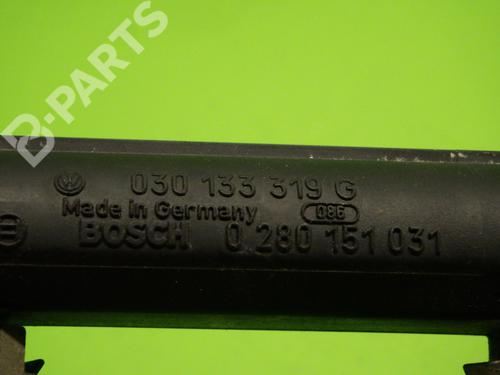 B-PARTS
030 133 319 G
Made in Germany 086
BOSCH 0 280 151 031